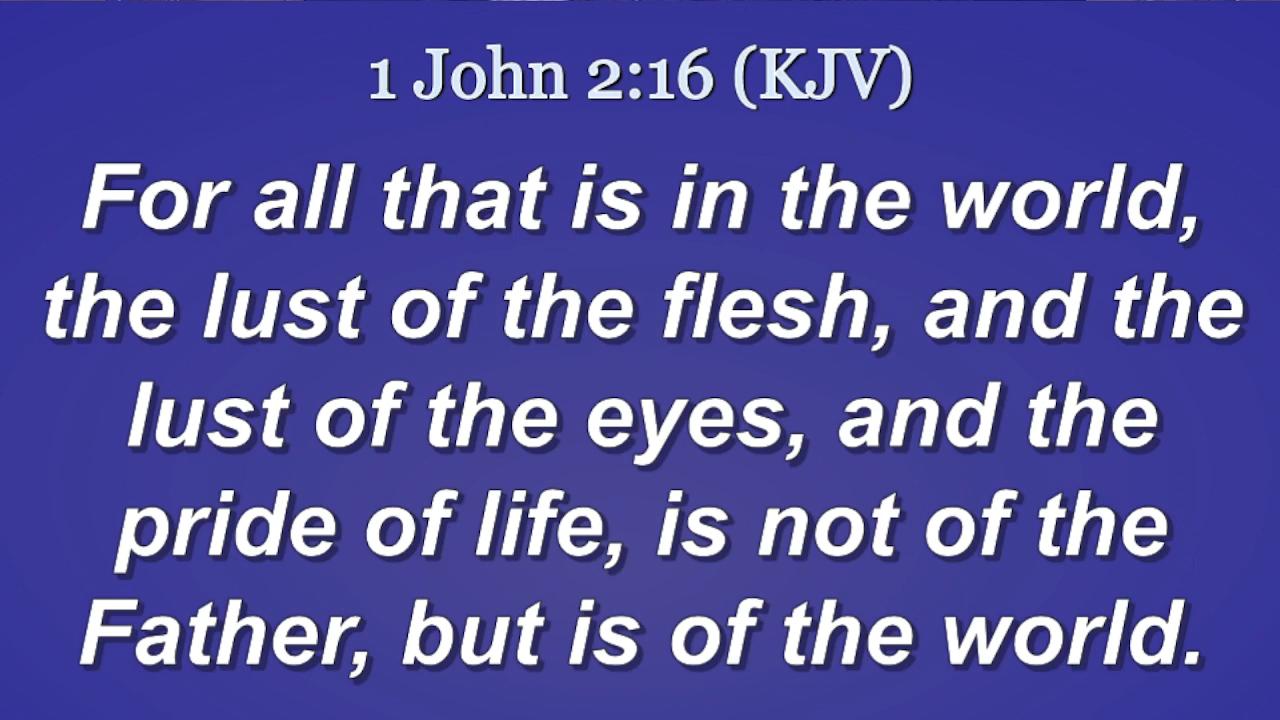 1 John 2:16 (KJV)
For all that is in the world,
the lust of the flesh, and the
lust of the eyes, and the
pride of life, is not of the
Father, but is of the world.